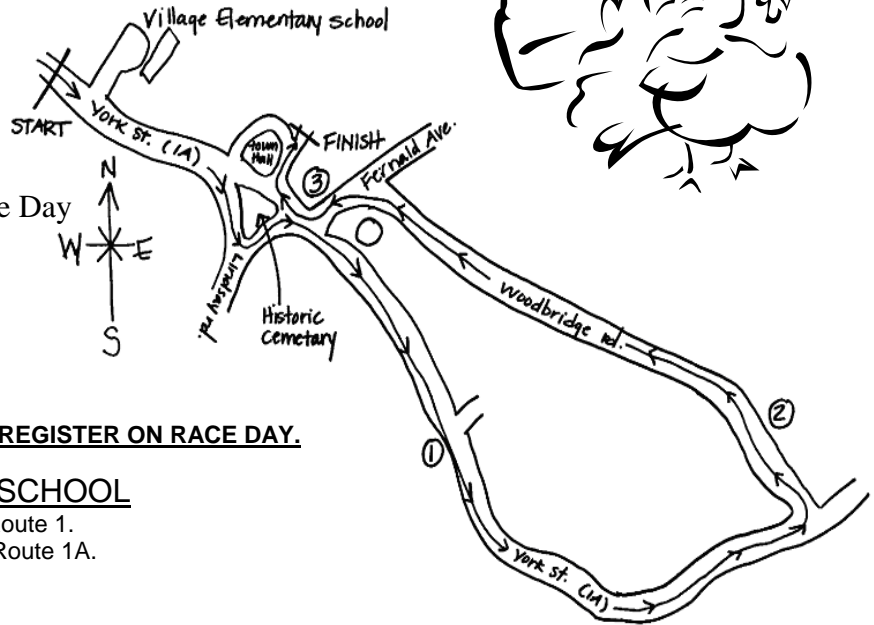 Village Elementary School
START
York St. (1A)
town
Hall
FINISH
3
Fernald Ave.
N
W E
S
e Day
Lindsay rd.
Historic
Cemetary
Woodbridge rd.
2
1
REGISTER ON RACE DAY.
SCHOOL
oute 1.
Route 1A.
York St. (1A)